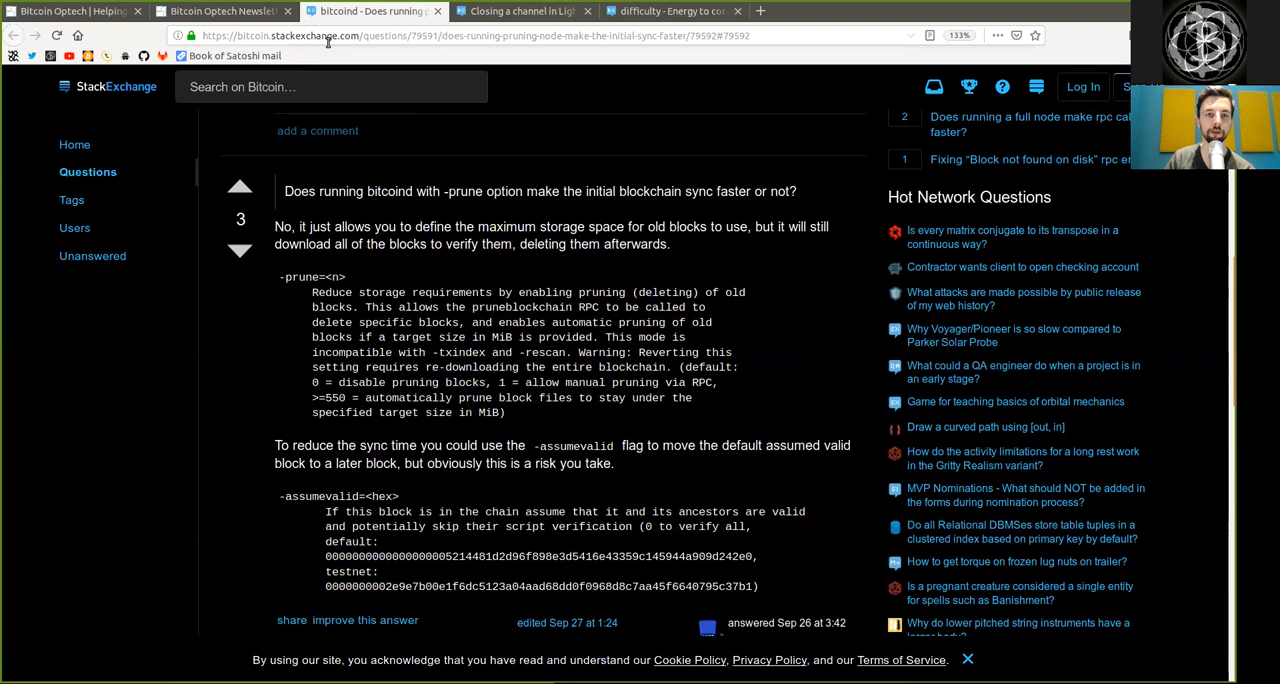 Bitcoin Optech | Helping
Bitcoin Optech Newslett
bitcoind - Does running p
Closing a channel in Ligh
difficulty - Energy to con
https://bitcoin.stackexchange.com/questions/79591/does-running-pruning-node-make-the-initial-sync-faster/79592#79592
133%
Book of Satoshi mail
StackExchange
Search on Bitcoin…
Log In
Home
Questions
Tags
Users
Unanswered
add a comment
3
Does running bitcoind with -prune option make the initial blockchain sync faster or not?
No, it just allows you to define the maximum storage space for old blocks to use, but it will still
download all of the blocks to verify them, deleting them afterwards.
-prune=<n>
Reduce storage requirements by enabling pruning (deleting) of old
blocks. This allows the pruneblockchain RPC to be called to
delete specific blocks, and enables automatic pruning of old
blocks if a target size in MiB is provided. This mode is
incompatible with -txindex and -rescan. Warning: Reverting this
setting requires re-downloading the entire blockchain. (default:
0 = disable pruning blocks, 1 = allow manual pruning via RPC,
>=550 = automatically prune block files to stay under the
specified target size in MiB)
To reduce the sync time you could use the -assumevalid flag to move the default assumed valid
block to a later block, but obviously this is a risk you take.
-assumevalid=<hex>
If this block is in the chain assume that it and its ancestors are valid
and potentially skip their script verification (0 to verify all,
default:
0000000000000000005214481d2d96f898e3d5416e43359c145944a909d242e0,
testnet:
0000000002e9e7b00e1f6dc5123a04aad68dd0f0968d8c7aa45f6640795c37b1)
share improve this answer
edited Sep 27 at 1:24
answered Sep 26 at 3:42
2
Does running a full node make rpc cal
faster?
1
Fixing “Block not found on disk” rpc er
Hot Network Questions
Is every matrix conjugate to its transpose in a
continuous way?
Contractor wants client to open checking account
What attacks are made possible by public release
of my web history?
Why Voyager/Pioneer is so slow compared to
Parker Solar Probe
What could a QA engineer do when a project is in
an early stage?
Game for teaching basics of orbital mechanics
Draw a curved path using [out, in]
How do the activity limitations for a long rest work
in the Gritty Realism variant?
MVP Nominations - What should NOT be added in
the forms during nomination process?
Do all Relational DBMSes store table tuples in a
clustered index based on primary key by default?
How to get torque on frozen lug nuts on trailer?
Is a pregnant creature considered a single entity
for spells such as Banishment?
Why do lower pitched string instruments have a
By using our site, you acknowledge that you have read and understand our Cookie Policy, Privacy Policy, and our Terms of Service.